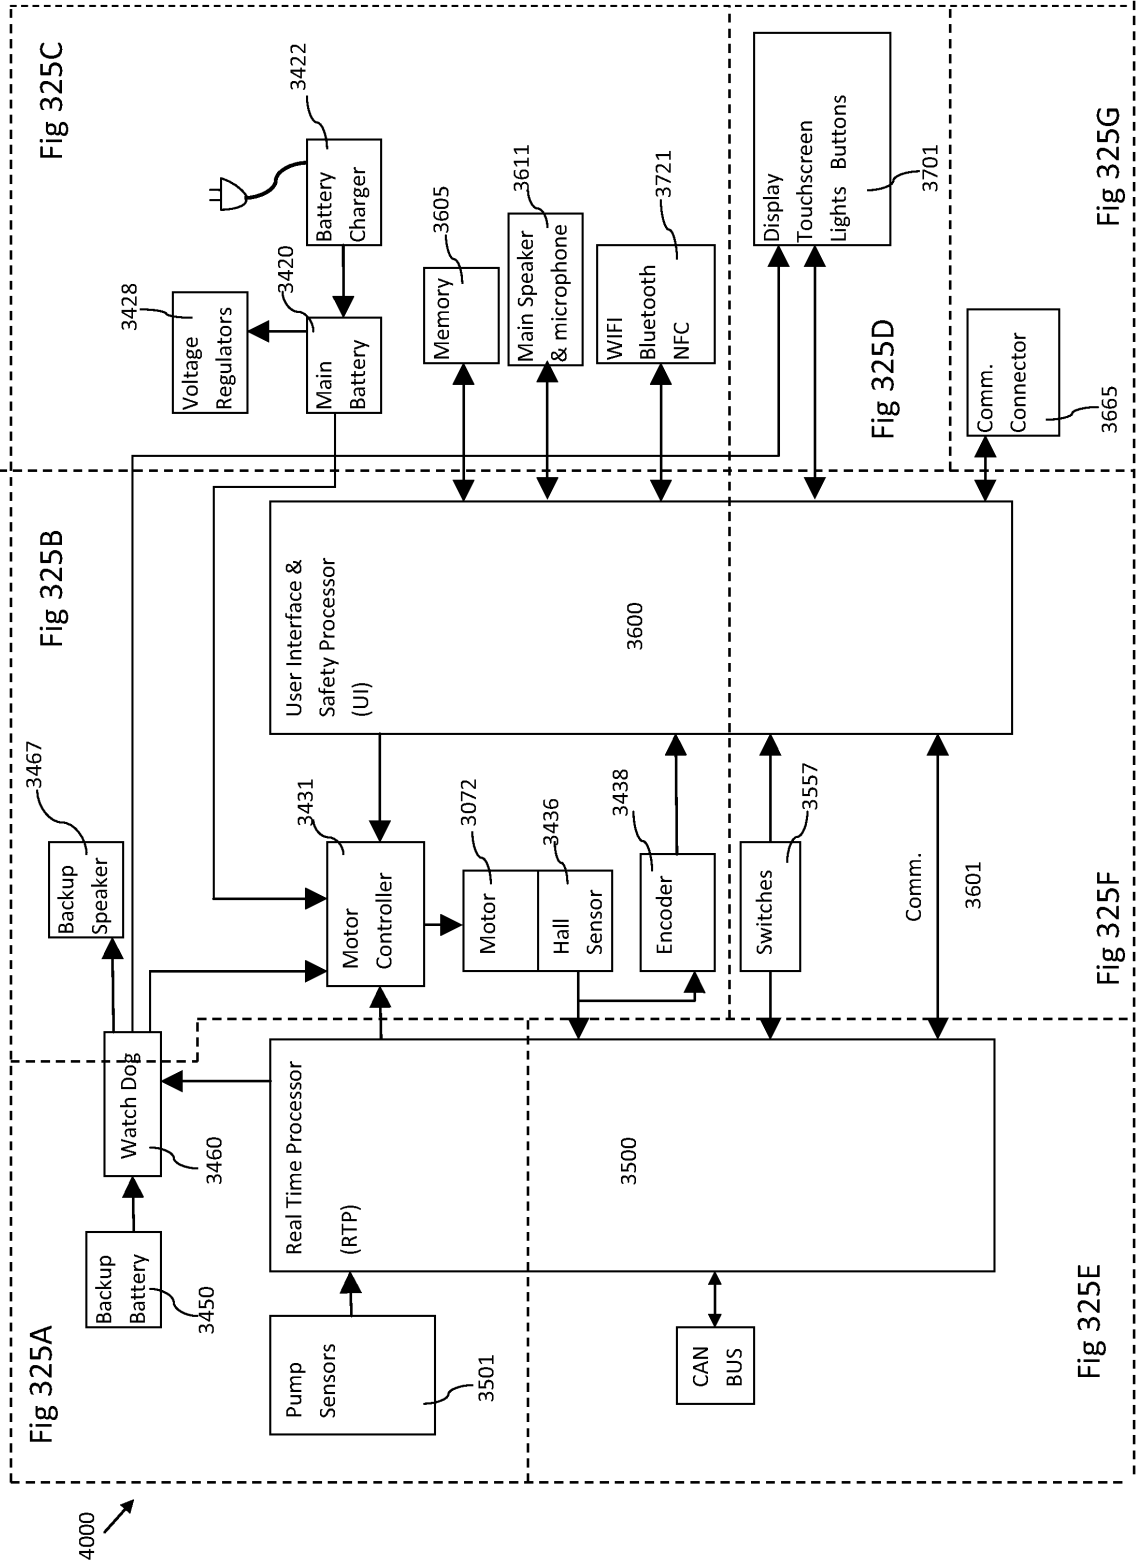 4000
Fig 325A
Backup
Battery
3450
Watch Dog
3460
Pump
Sensors
3501
Real Time Processor
(RTP)
3500
CAN
BUS
Fig 325E
Fig 325B
Backup
Speaker
3467
Motor
Controller
3431
Motor
3072
Hall
Sensor
3436
Encoder
3438
Switches
3557
Comm.
3601
Fig 325F
User Interface &
Safety Processor
(UI)
3600
Fig 325C
Voltage
Regulators
3428
Main
Battery
3420
Battery
Charger
3422
Memory
3605
Main Speaker
& microphone
3611
WIFI
Bluetooth
NFC
3721
Fig 325D
Display
Touchscreen
Lights Buttons
3701
Fig 325G
Comm.
Connector
3665